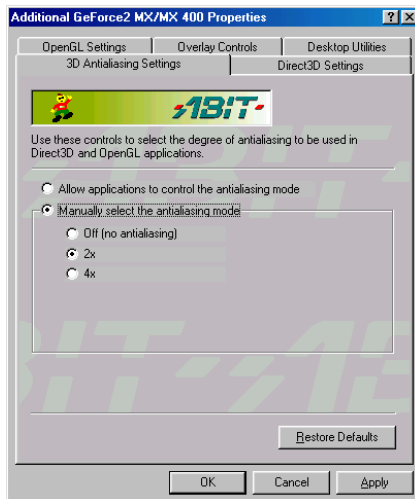 Additional GeForce2 MX/MX 400 Properties
OpenGL Settings
Overlay Controls
Desktop Utilities
3D Antialiasing Settings
Direct3D Settings
ABIT
Use these controls to select the degree of antialiasing to be used in
Direct3D and OpenGL applications.
Allow applications to control the antialiasing mode
Manually select the antialiasing mode
Off (no antialiasing)
2x
4x
Restore Defaults
OK
Cancel
Apply